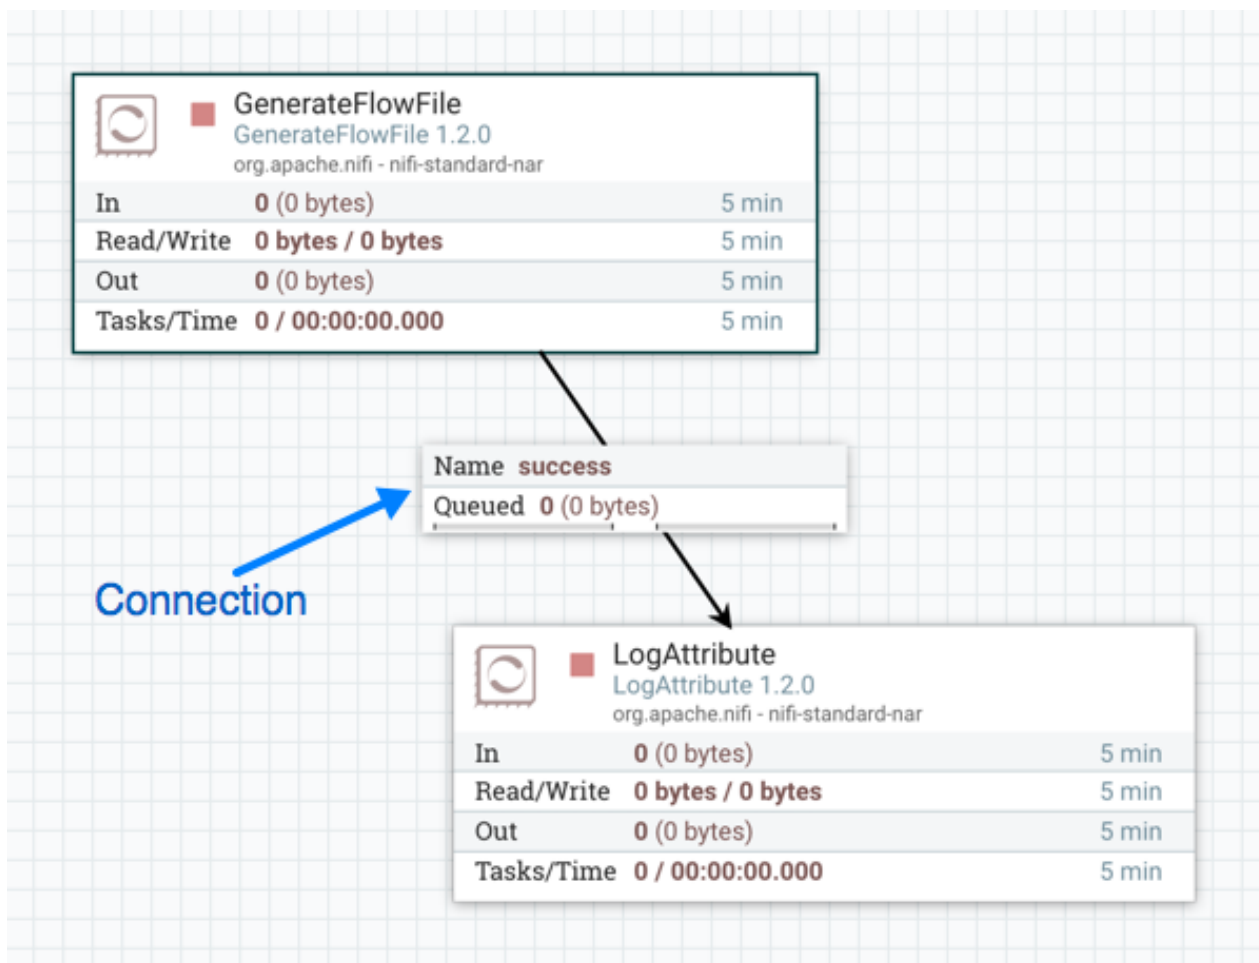 GenerateFlowFile
GenerateFlowFile 1.2.0
org.apache.nifi - nifi-standard-nar
In 0 (0 bytes) 5 min
Read/Write 0 bytes / 0 bytes 5 min
Out 0 (0 bytes) 5 min
Tasks/Time 0 / 00:00:00.000 5 min
Name success
Queued 0 (0 bytes)
Connection
LogAttribute
LogAttribute 1.2.0
org.apache.nifi - nifi-standard-nar
In 0 (0 bytes) 5 min
Read/Write 0 bytes / 0 bytes 5 min
Out 0 (0 bytes) 5 min
Tasks/Time 0 / 00:00:00.000 5 min